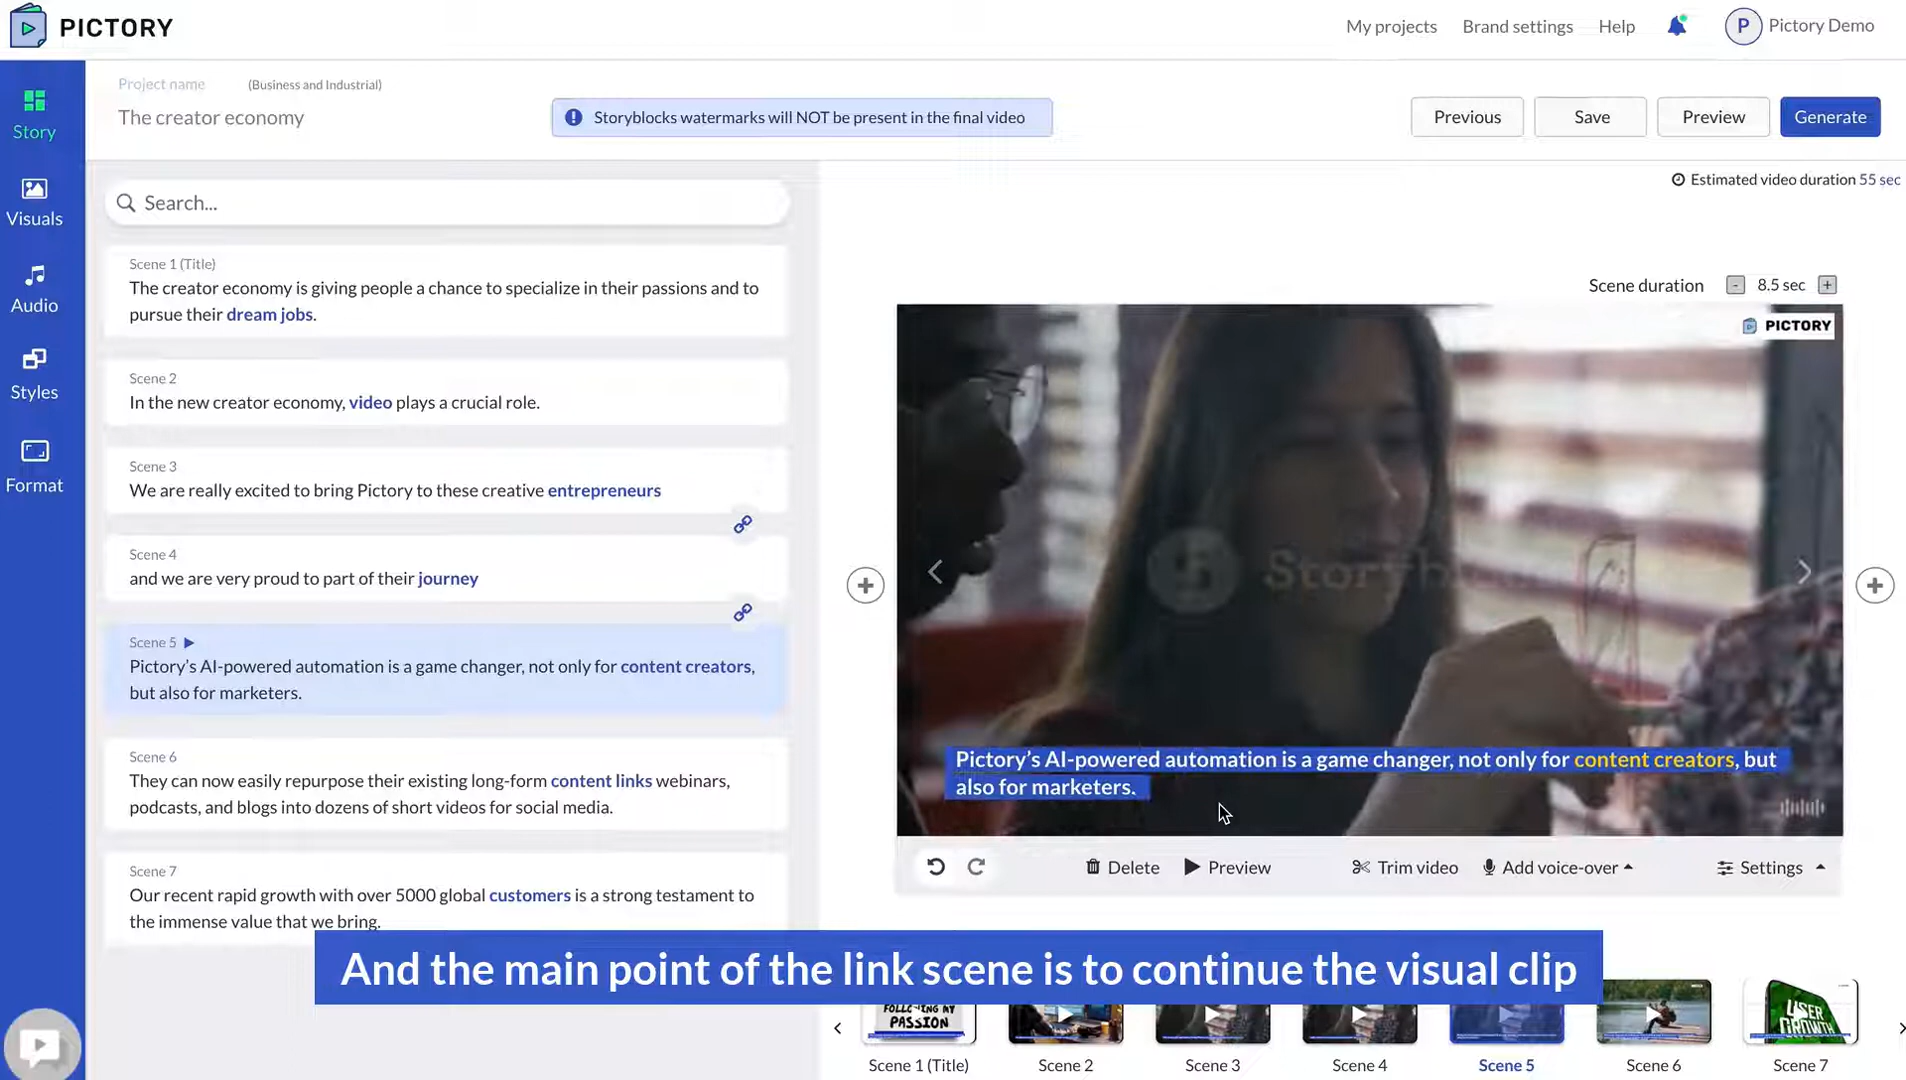 PICTORY
My projects
Brand settings
Help
P
Pictory Demo
Story
Visuals
Audio
Styles
Format
Project name
(Business and Industrial)
The creator economy
Storyblocks watermarks will NOT be present in the final video
Previous
Save
Preview
Generate
Estimated video duration 55 sec
Search...
Scene 1 (Title)
The creator economy is giving people a chance to specialize in their passions and to
pursue their dream jobs.
Scene 2
In the new creator economy, video plays a crucial role.
Scene 3
We are really excited to bring Pictory to these creative entrepreneurs
Scene 4
and we are very proud to part of their journey
Scene 5
Pictory's AI-powered automation is a game changer, not only for content creators,
but also for marketers.
Scene 6
They can now easily repurpose their existing long-form content links webinars,
podcasts, and blogs into dozens of short videos for social media.
Scene 7
Our recent rapid growth with over 5000 global customers is a strong testament to
the immense value that we bring.
Scene duration
- 8.5 sec +
PICTORY
Pictory's AI-powered automation is a game changer, not only for content creators, but
also for marketers.
Delete
Preview
Trim video
Add voice-over
Settings
And the main point of the link scene is to continue the visual clip
FOLLOWING MY
PASSION
USER
GROWTH
Scene 1 (Title)
Scene 2
Scene 3
Scene 4
Scene 5
Scene 6
Scene 7